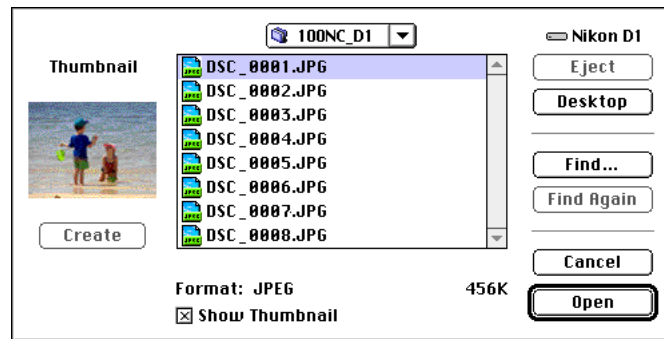 100NC_D1
Nikon D1
Thumbnail
DSC_0001.JPG
DSC_0002.JPG
DSC_0003.JPG
DSC_0004.JPG
DSC_0005.JPG
DSC_0006.JPG
DSC_0007.JPG
DSC_0008.JPG
Create
Eject
Desktop
Find...
Find Again
Cancel
Open
Format: JPEG
456K
Show Thumbnail